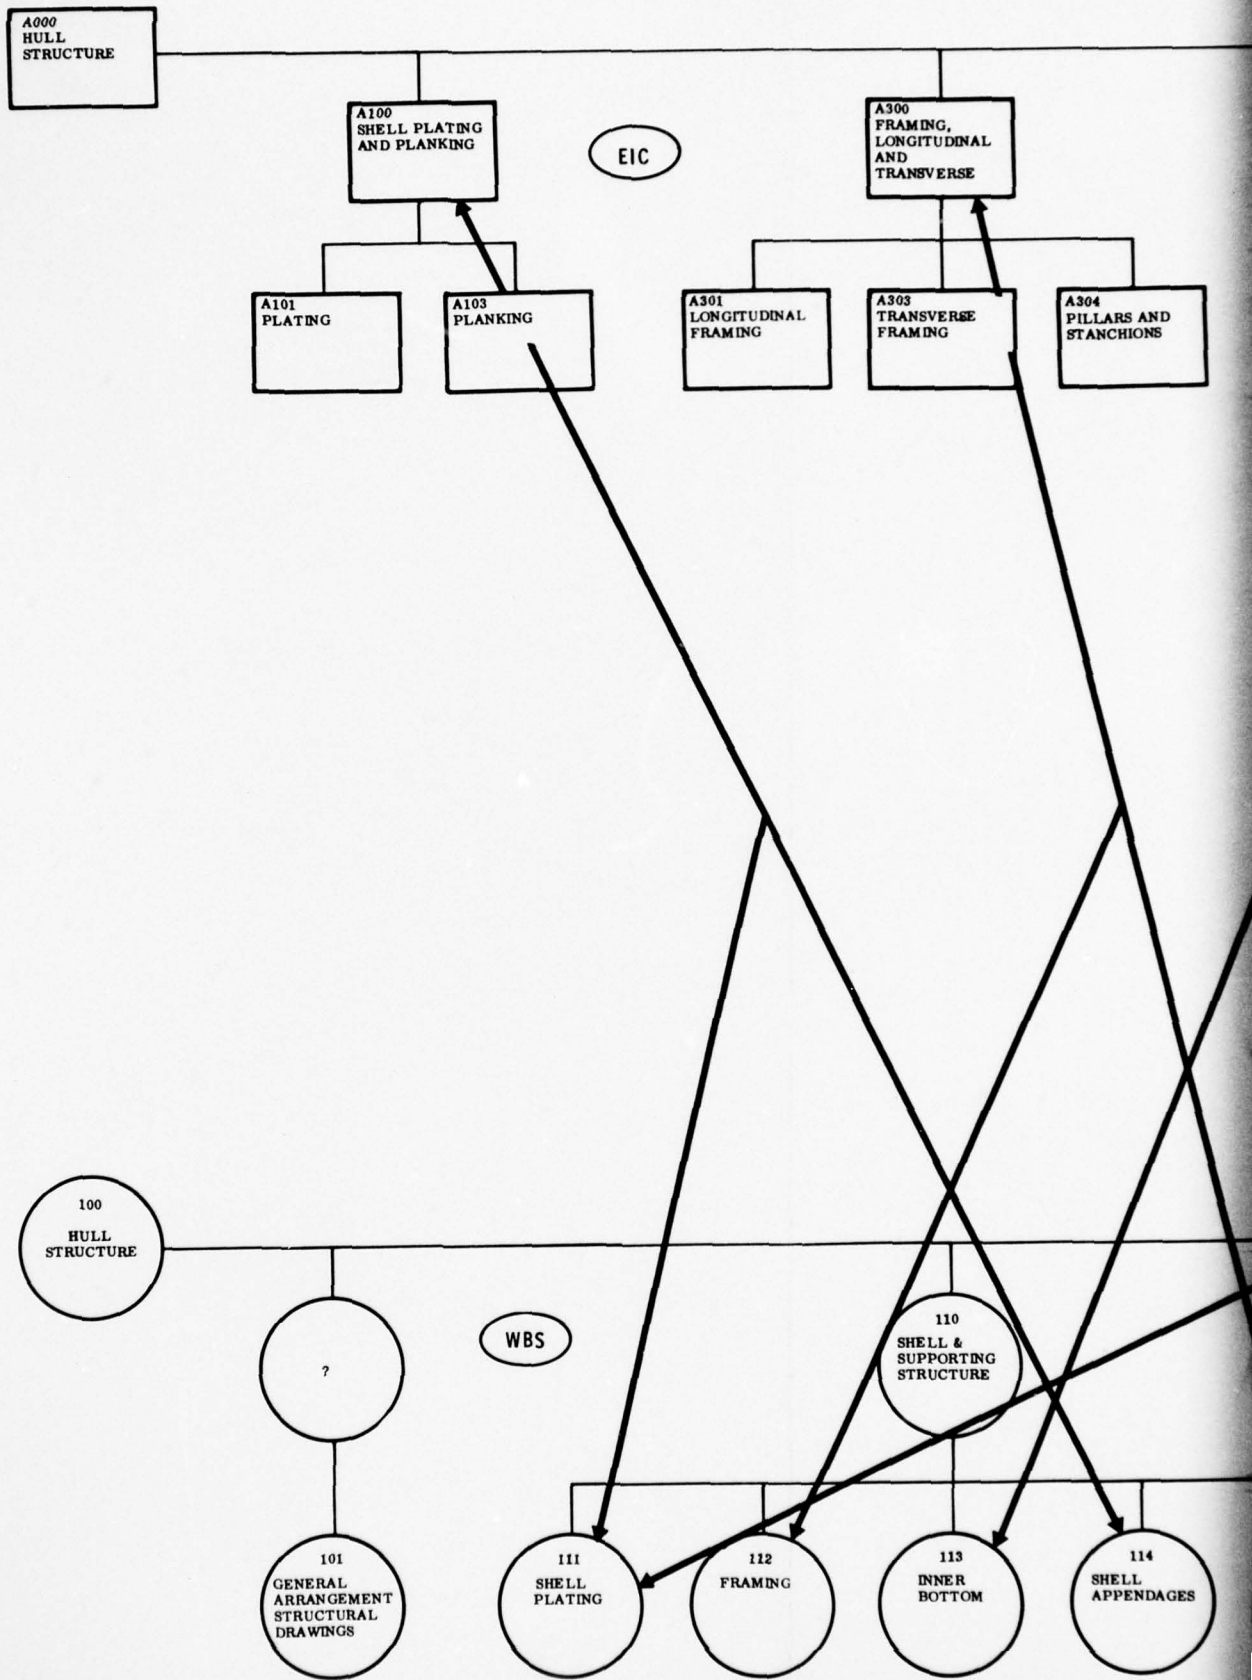 A000
HULL
STRUCTURE
A100
SHELL PLATING
AND PLANKING
EIC
A300
FRAMING,
LONGITUDINAL
AND
TRANSVERSE
A101
PLATING
A103
PLANKING
A301
LONGITUDINAL
FRAMING
A303
TRANSVERSE
FRAMING
A304
PILLARS AND
STANCHIONS
100
HULL
STRUCTURE
?
WBS
110
SHELL &
SUPPORTING
STRUCTURE
101
GENERAL
ARRANGEMENT
STRUCTURAL
DRAWINGS
111
SHELL
PLATING
112
FRAMING
113
INNER
BOTTOM
114
SHELL
APPENDAGES